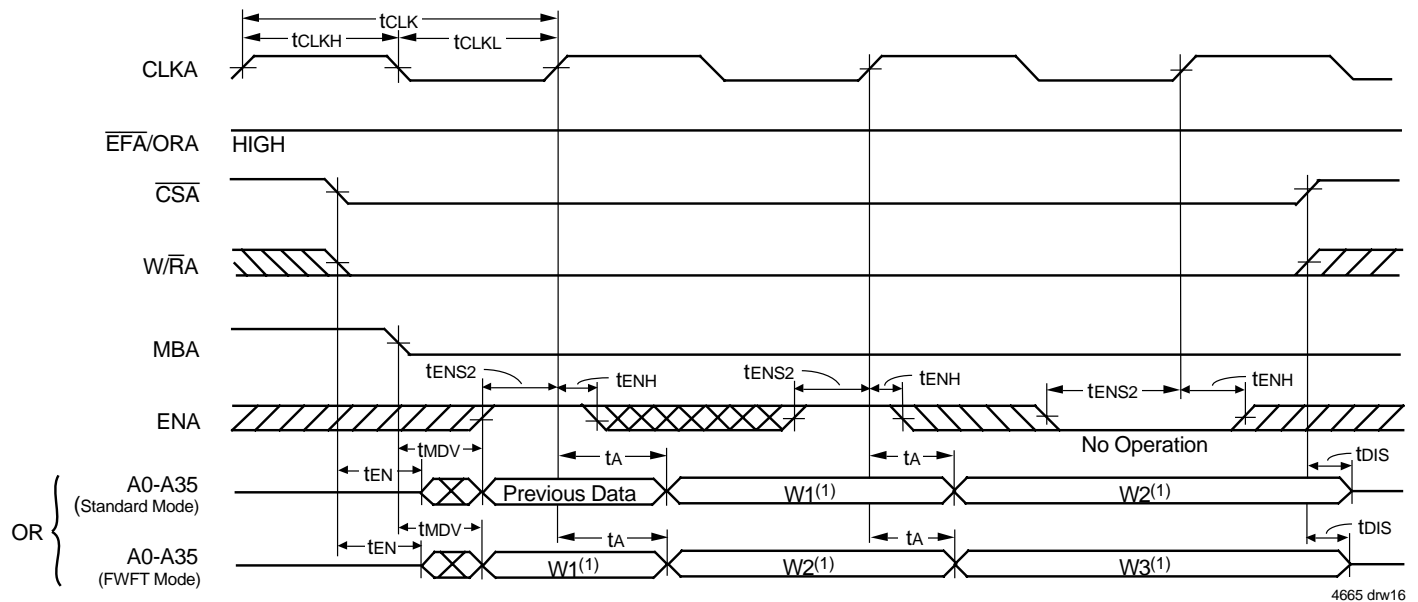 tCLK
tCLKH tCLKL
CLKA
EFA/ORA HIGH
CSA
W/RA
MBA
tENS2 tENH tENS2 tENH tENS2 tENH
ENA
No Operation
tMDV tA tA tDIS
tEN
A0-A35
(Standard Mode)
Previous Data W1(1) W2(1)
OR
tMDV tA tA tDIS
tEN
A0-A35
(FWFT Mode)
W1(1) W2(1) W3(1)
4665 drw16